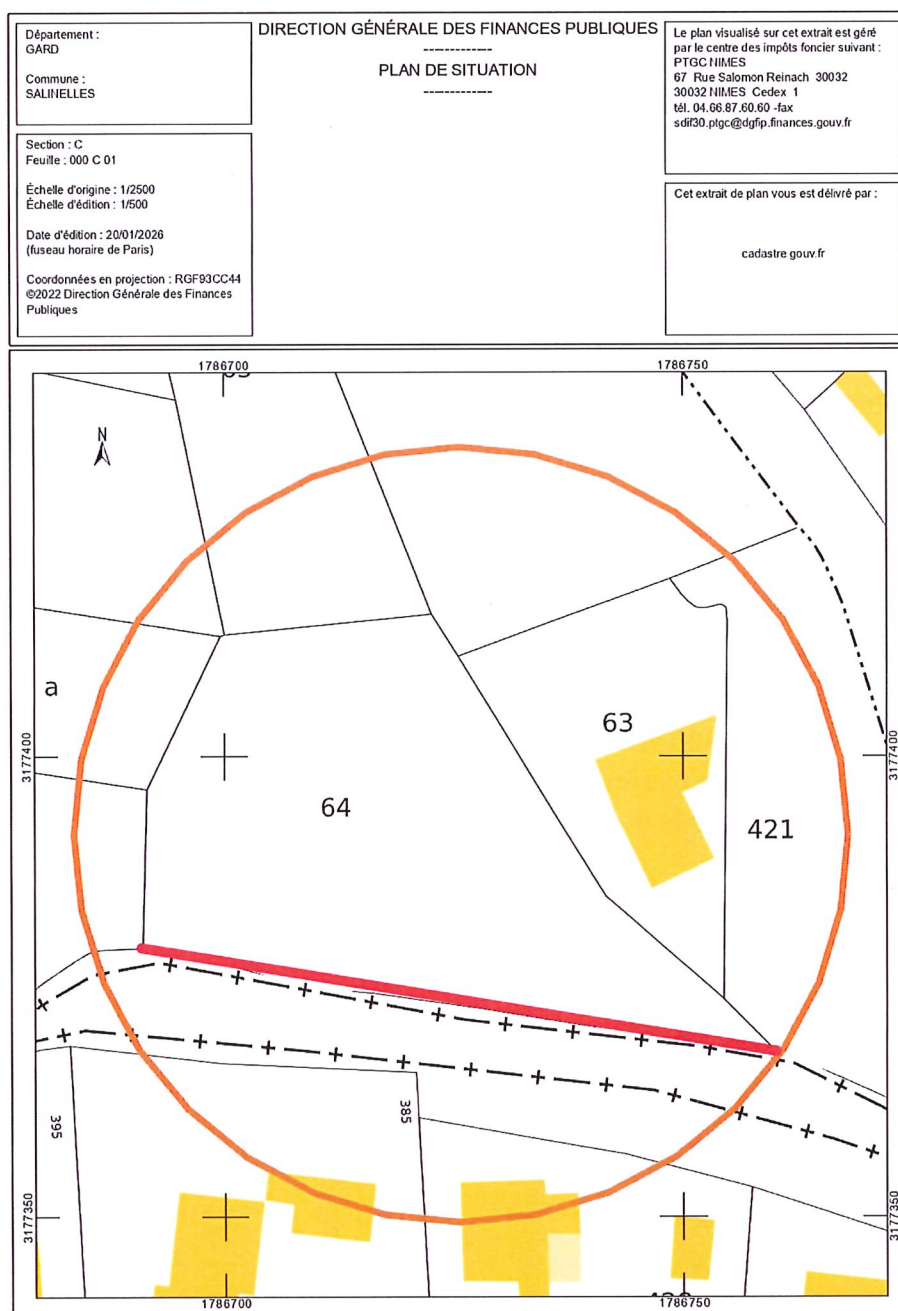 Département :
GARD
Commune :
SALINELLES
Section : C
Feuille : 000 C 01
Échelle d'origine : 1/2500
Échelle d'édition : 1/500
Date d'édition : 20/01/2026
(fuseau horaire de Paris)
Coordonnées en projection : RGF93CC44
©2022 Direction Générale des Finances
Publiques
DIRECTION GÉNÉRALE DES FINANCES PUBLIQUES
-------------
PLAN DE SITUATION
-------------
Le plan visualisé sur cet extrait est géré
par le centre des impôts foncier suivant :
PTGC NIMES
67 Rue Salomon Reinach 30032
30032 NIMES Cedex 1
tél. 04.66.87.60.60 -fax
sdif30.ptgc@dgfip.finances.gouv.fr
Cet extrait de plan vous est délivré par :
cadastre.gouv.fr
1786700
1786750
N
a
63
3177400
3177400
64
421
395
385
3177350
3177350
1786700
1786750